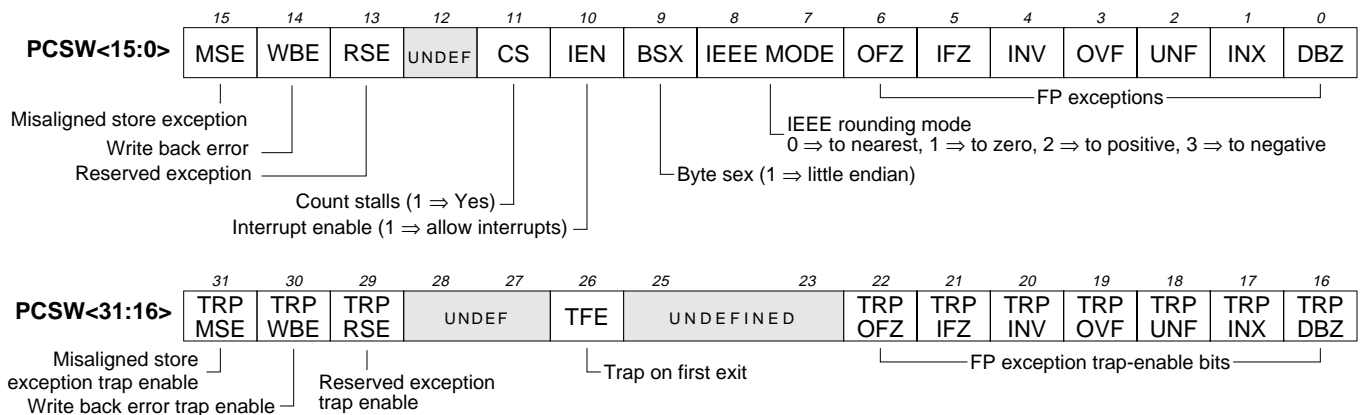 15 14 13 12 11 10 9 8 7 6 5 4 3 2 1 0
PCSW<15:0> MSE WBE RSE UNDEF CS IEN BSX IEEE MODE OFZ IFZ INV OVF UNF INX DBZ
FP exceptions
Misaligned store exception
IEEE rounding mode
Write back error
0 ⇒ to nearest, 1 ⇒ to zero, 2 ⇒ to positive, 3 ⇒ to negative
Reserved exception
Byte sex (1 ⇒ little endian)
Count stalls (1 ⇒ Yes)
Interrupt enable (1 ⇒ allow interrupts)
31 30 29 28 27 26 25 23 22 21 20 19 18 17 16
PCSW<31:16>
TRP TRP TRP UNDEF TFE UNDEFINED TRP TRP TRP TRP TRP TRP TRP
MSE WBE RSE OFZ IFZ INV OVF UNF INX DBZ
Misaligned store
exception trap enable
Write back error trap enable
Reserved exception
trap enable
Trap on first exit
FP exception trap-enable bits